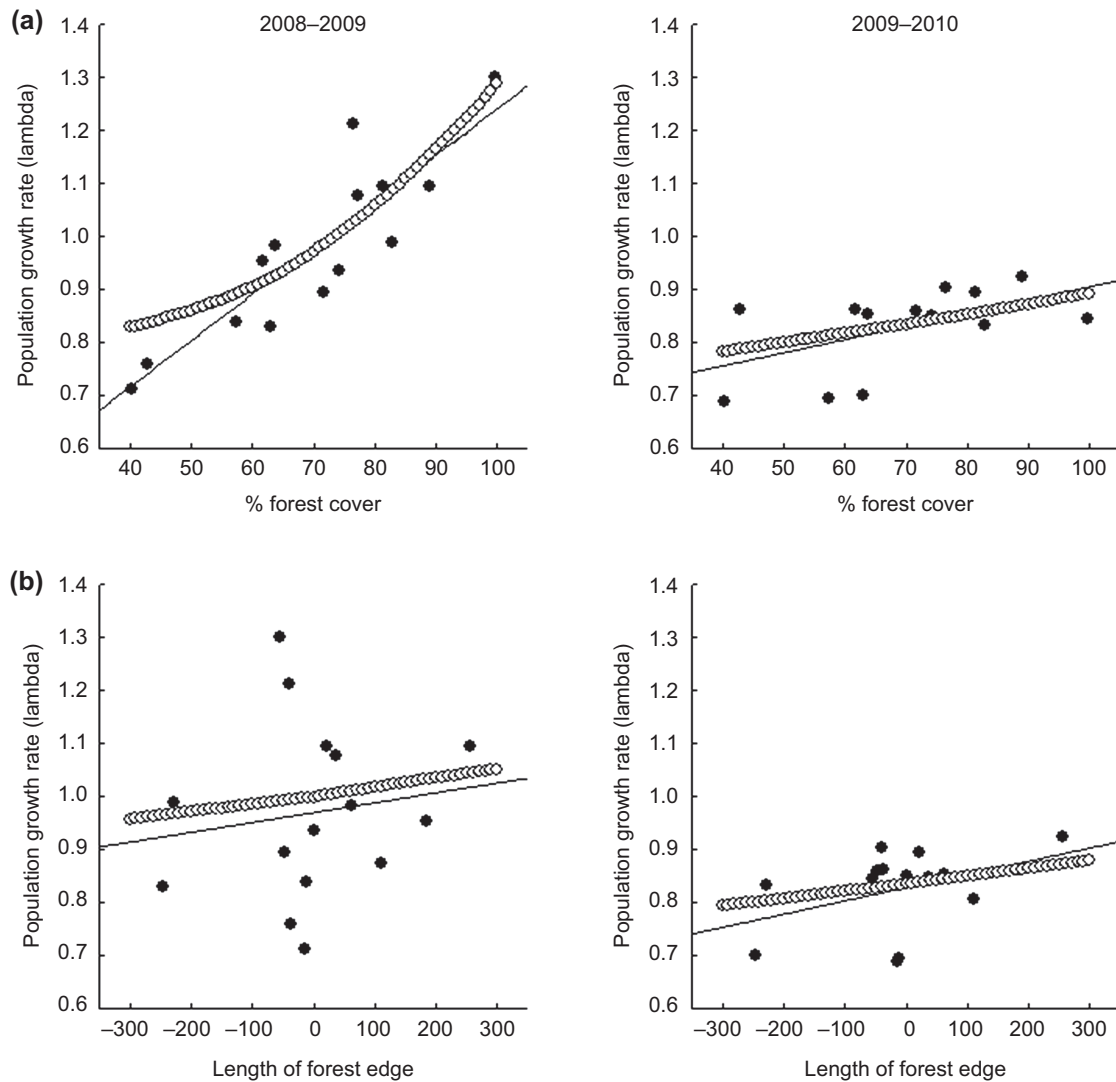 (a)
2008–2009
2009–2010
Population growth rate (lambda)
1.4
1.3
1.2
1.1
1.0
0.9
0.8
0.7
0.6
40 50 60 70 80 90 100
% forest cover
Population growth rate (lambda)
1.4
1.3
1.2
1.1
1.0
0.9
0.8
0.7
0.6
40 50 60 70 80 90 100
% forest cover
(b)
Population growth rate (lambda)
1.4
1.3
1.2
1.1
1.0
0.9
0.8
0.7
0.6
–300 –200 –100 0 100 200 300
Length of forest edge
Population growth rate (lambda)
1.4
1.3
1.2
1.1
1.0
0.9
0.8
0.7
0.6
–300 –200 –100 0 100 200 300
Length of forest edge